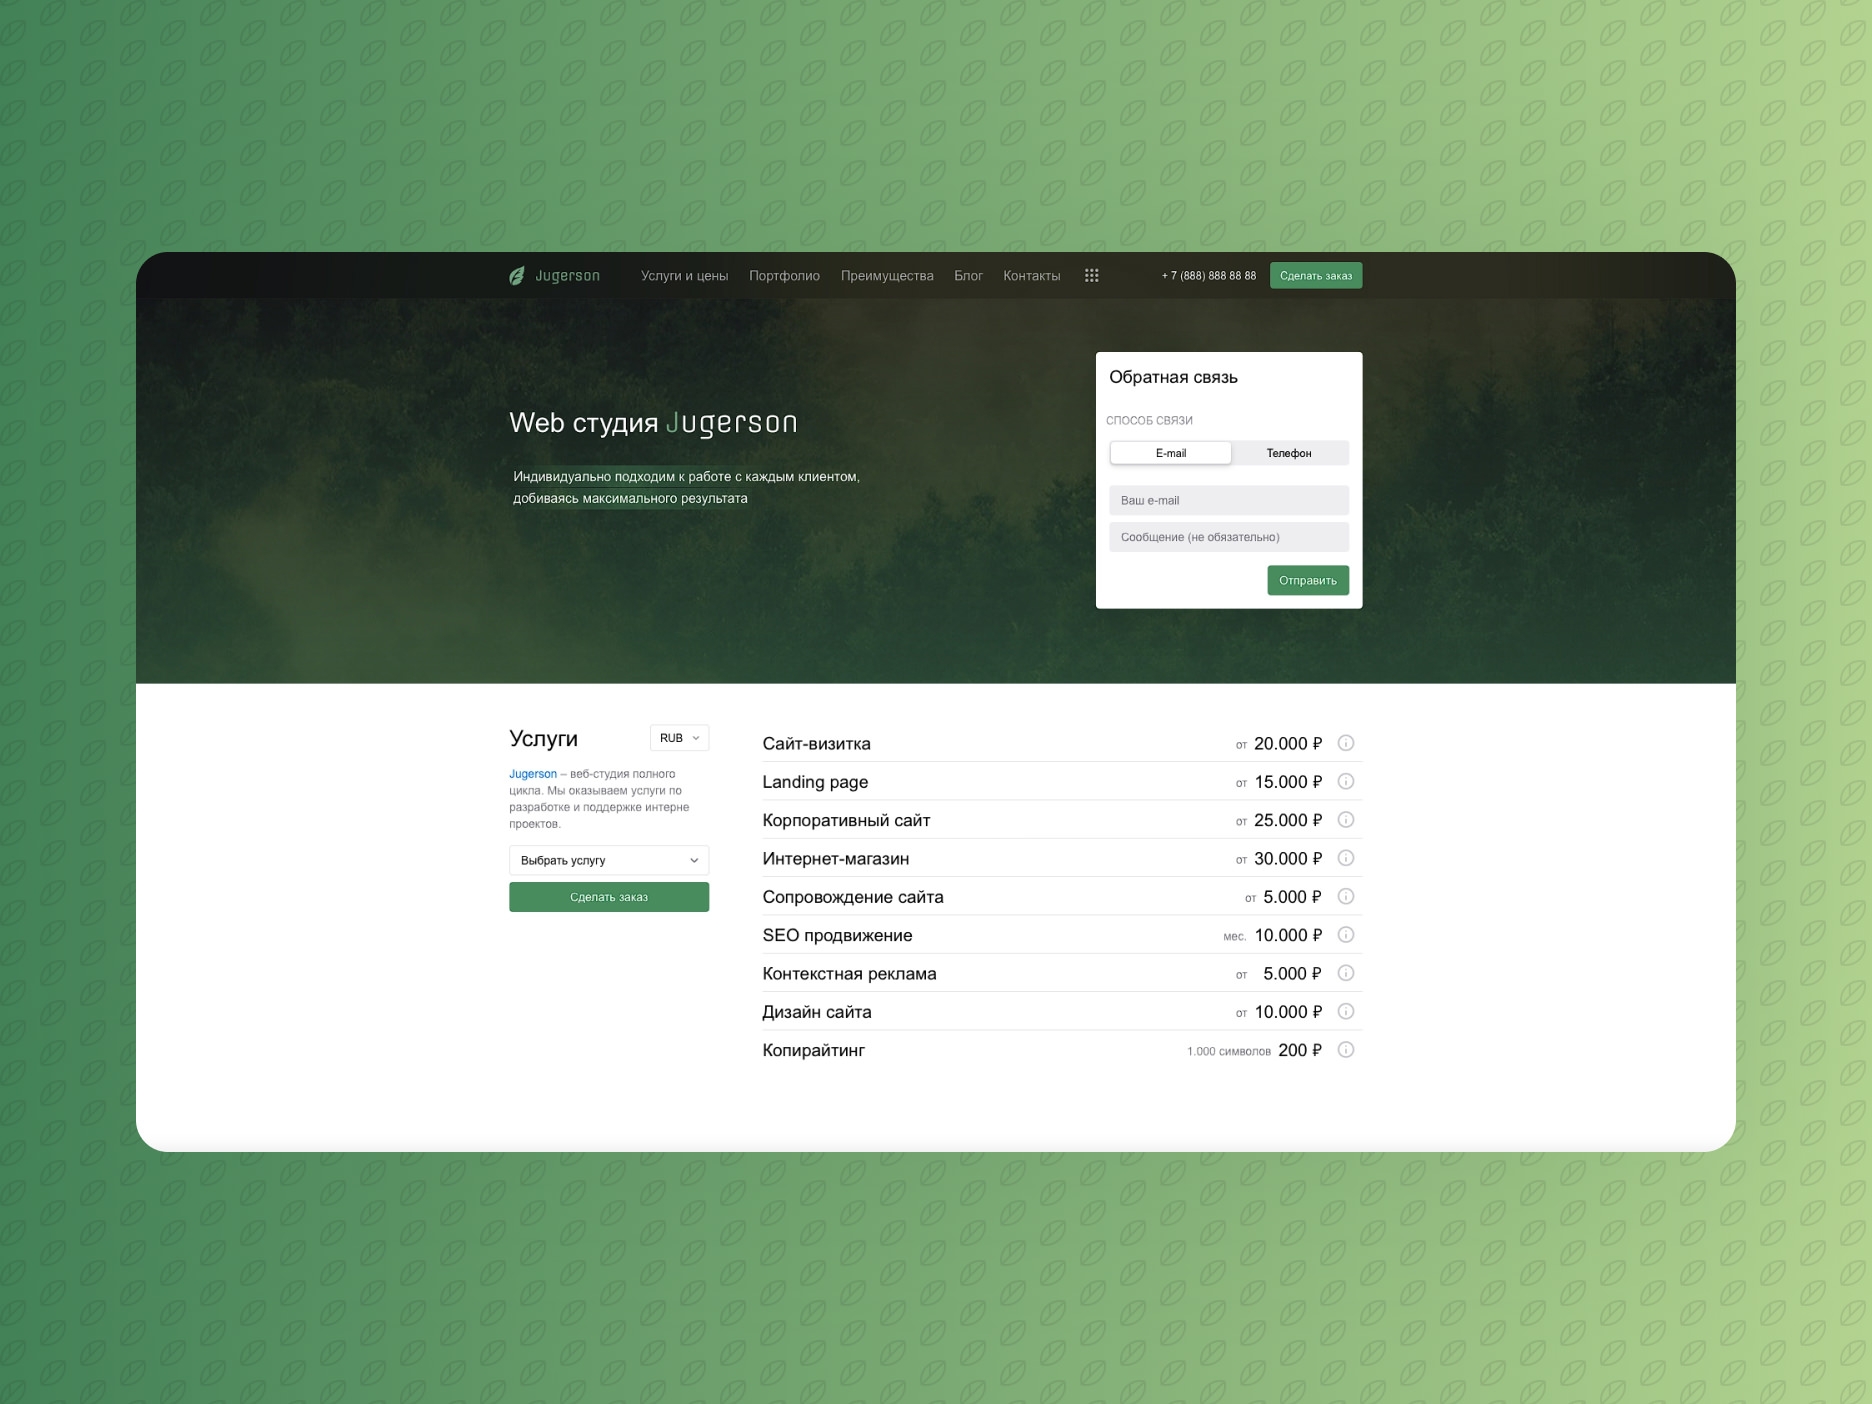 Jugerson
Услуги и цены
Портфолио
Преимущества
Блог
Контакты
+ 7 (888) 888 88 88
Сделать заказ
Web студия Jugerson
Индивидуально подходим к работе с каждым клиентом,
добиваясь максимального результата
Обратная связь
СПОСОБ СВЯЗИ
E-mail
Телефон
Ваш e-mail
Сообщение (не обязательно)
Отправить
Услуги
RUB
Jugerson – веб-студия полного
цикла. Мы оказываем услуги по
разработке и поддержке интерне
проектов.
Выбрать услугу
Сделать заказ
Сайт-визитка от 20.000 ₽
Landing page от 15.000 ₽
Корпоративный сайт от 25.000 ₽
Интернет-магазин от 30.000 ₽
Сопровождение сайта от 5.000 ₽
SEO продвижение мес. 10.000 ₽
Контекстная реклама от 5.000 ₽
Дизайн сайта от 10.000 ₽
Копирайтинг 1.000 символов 200 ₽